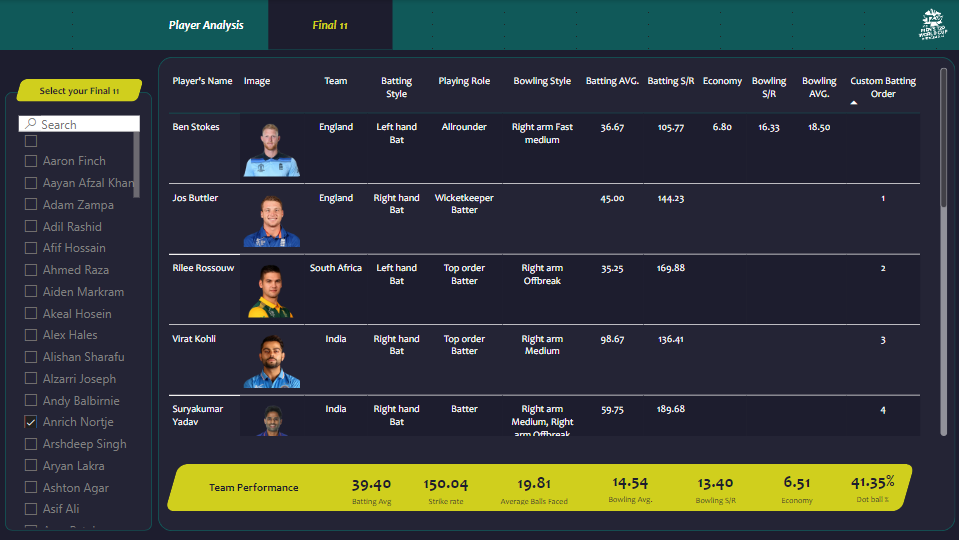 Player Analysis
Final 11
Select your Final 11
Search
Aaron Finch
Aayan Afzal Khan
Adam Zampa
Adil Rashid
Afif Hossain
Ahmed Raza
Aiden Markram
Akeal Hosein
Alex Hales
Alishan Sharafu
Alzarri Joseph
Andy Balbirnie
Anrich Nortje
Arshdeep Singh
Aryan Lakra
Ashton Agar
Asif Ali
Player's Name Image Team Batting Style Playing Role Bowling Style Batting AVG. Batting S/R Economy Bowling S/R Bowling AVG. Custom Batting Order
Ben Stokes England Left hand Bat Allrounder Right arm Fast medium 36.67 105.77 6.80 16.33 18.50
Jos Buttler England Right hand Bat Wicketkeeper Batter 45.00 144.23 1
Rilee Rossouw South Africa Left hand Bat Top order Batter Right arm Offbreak 35.25 169.88 2
Virat Kohli India Right hand Bat Top order Batter Right arm Medium 98.67 136.41 3
Suryakumar Yadav India Right hand Bat Batter Right arm Medium, Right arm Offbreak 59.75 189.68 4
Team Performance
39.40 150.04 19.81 14.54 13.40 6.51 41.35%
Batting Avg Strike rate Average Balls Faced Bowling Avg. Bowling S/R Economy Dot ball %